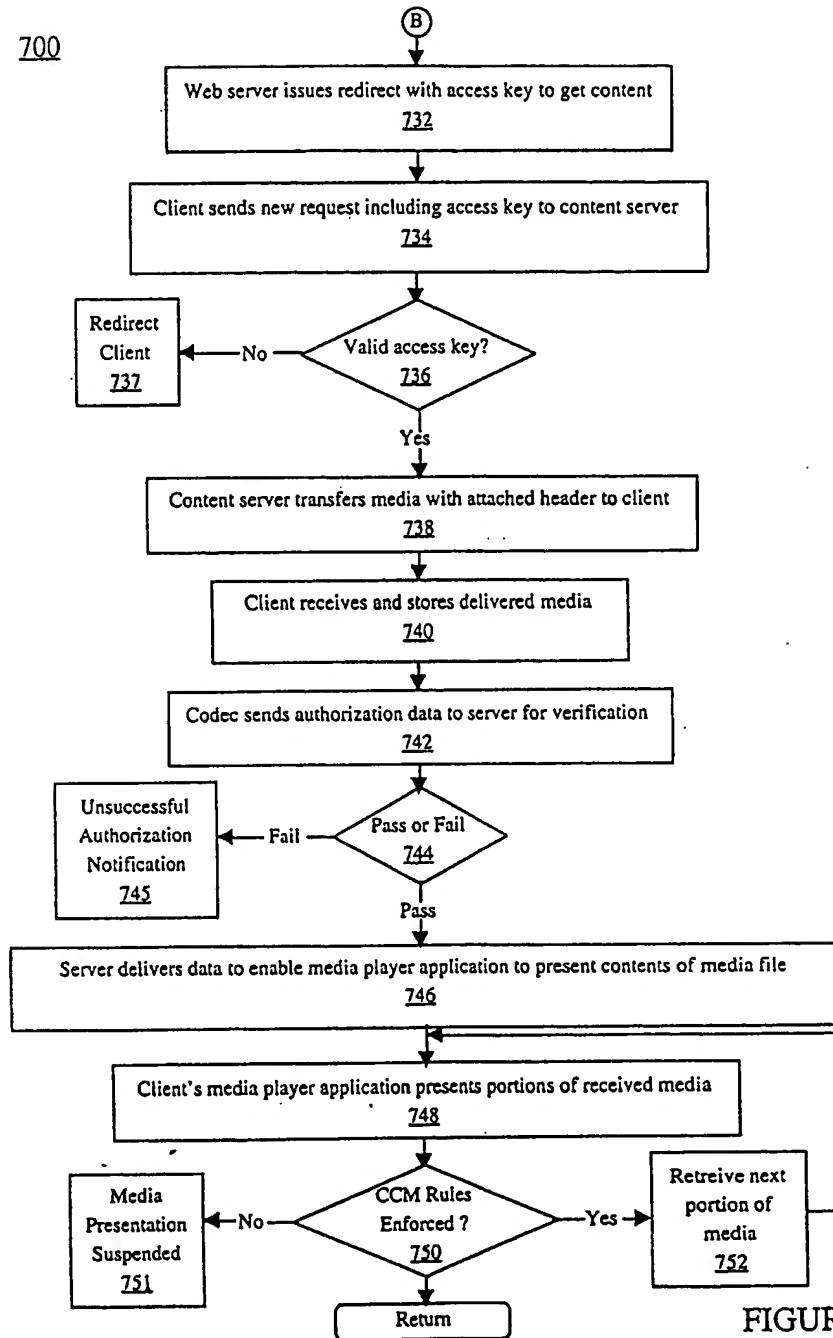 B
700
Web server issues redirect with access key to get content
732
Client sends new request including access key to content server
734
Redirect
Client
737
No
Valid access key?
736
Yes
Content server transfers media with attached header to client
738
Client receives and stores delivered media
740
Codec sends authorization data to server for verification
742
Unsuccessful
Authorization
Notification
745
Fail
Pass or Fail
744
Pass
Server delivers data to enable media player application to present contents of media file
746
Client's media player application presents portions of received media
748
Media
Presentation
Suspended
751
No
CCM Rules
Enforced ?
750
Yes
Retreive next
portion of
media
752
Return
FIGUR